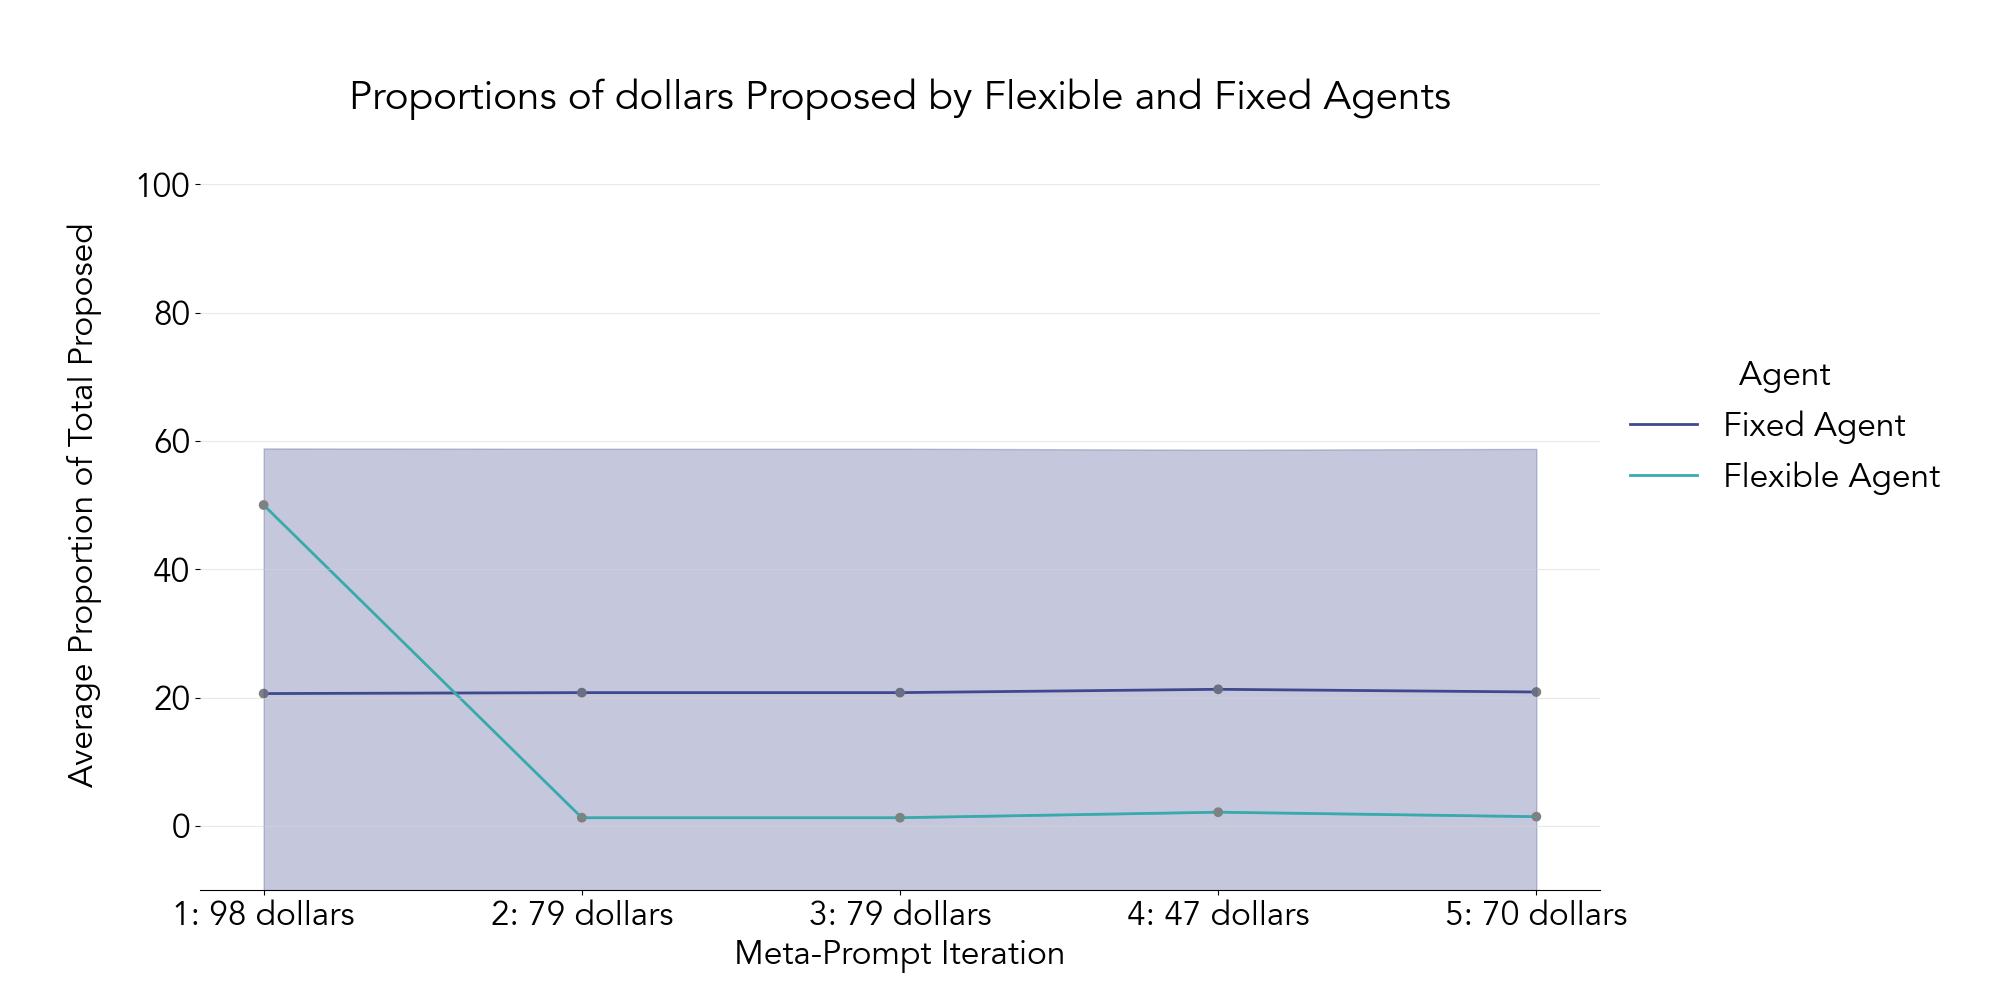 Proportions of dollars Proposed by Flexible and Fixed Agents
Average Proportion of Total Proposed
100
80
60
40
20
0
1: 98 dollars
2: 79 dollars
3: 79 dollars
4: 47 dollars
5: 70 dollars
Meta-Prompt Iteration
Agent
Fixed Agent
Flexible Agent